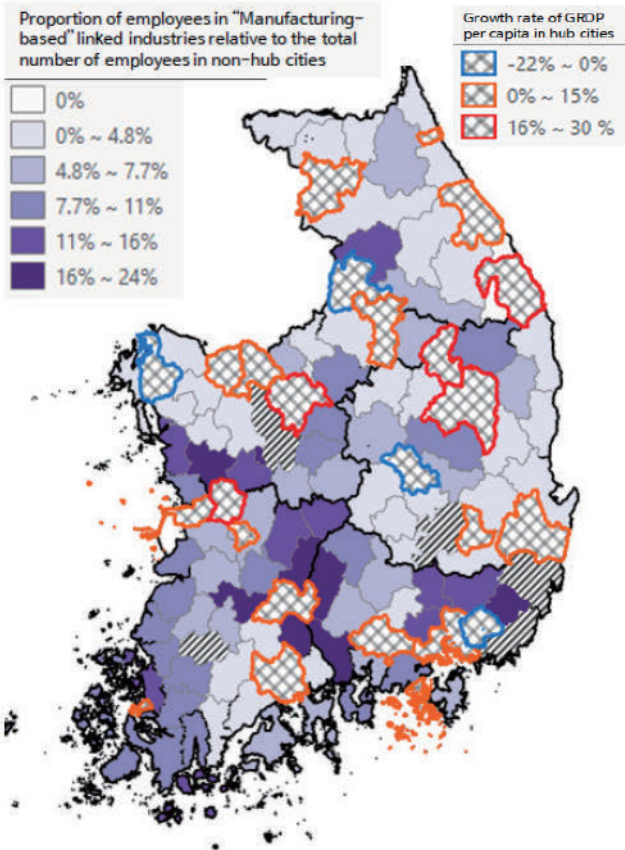 Proportion of employees in “Manufacturing-
based” linked industries relative to the total
number of employees in non-hub cities
0%
0% ~ 4.8%
4.8% ~ 7.7%
7.7% ~ 11%
11% ~ 16%
16% ~ 24%
Growth rate of GRDP
per capita in hub cities
-22% ~ 0%
0% ~ 15%
16% ~ 30 %